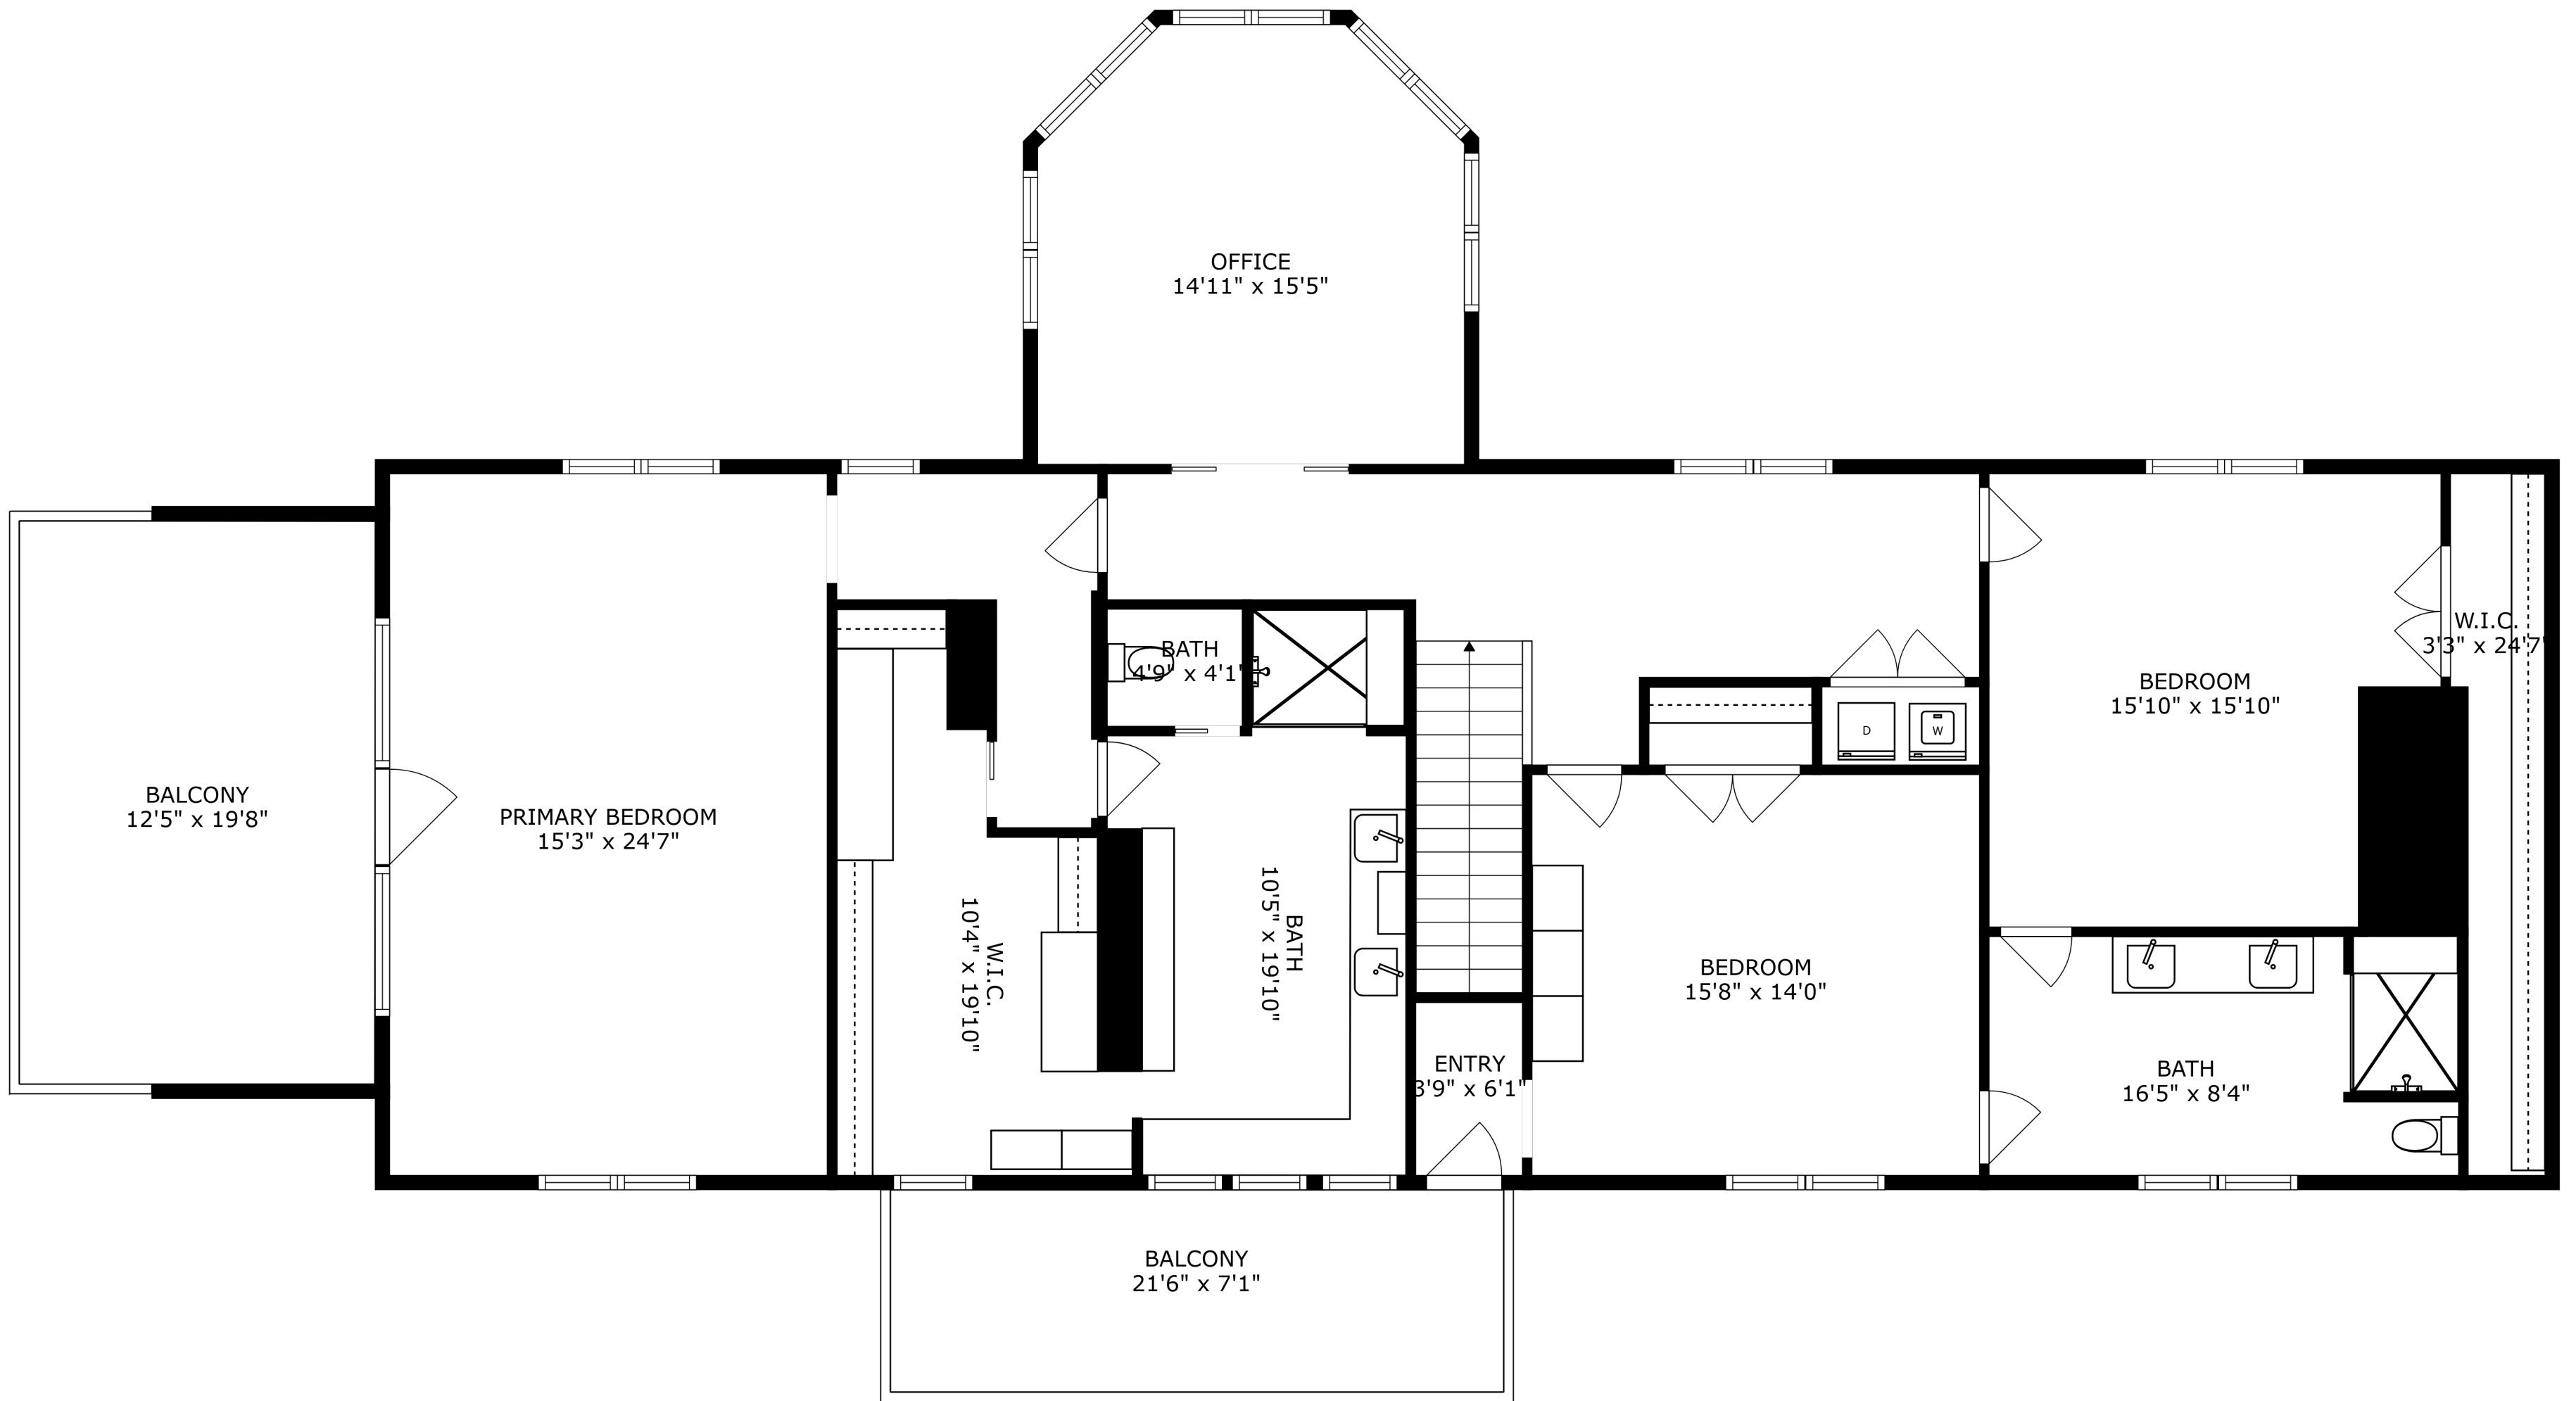 OFFICE
14'11" x 15'5"
BALCONY
12'5" x 19'8"
PRIMARY BEDROOM
15'3" x 24'7"
W.I.C.
10'4" x 19'10"
BATH
4'9" x 4'1"
BATH
10'5" x 19'10"
ENTRY
3'9" x 6'1"
BEDROOM
15'8" x 14'0"
D
W
BEDROOM
15'10" x 15'10"
W.I.C.
3'3" x 24'7"
BATH
16'5" x 8'4"
BALCONY
21'6" x 7'1"